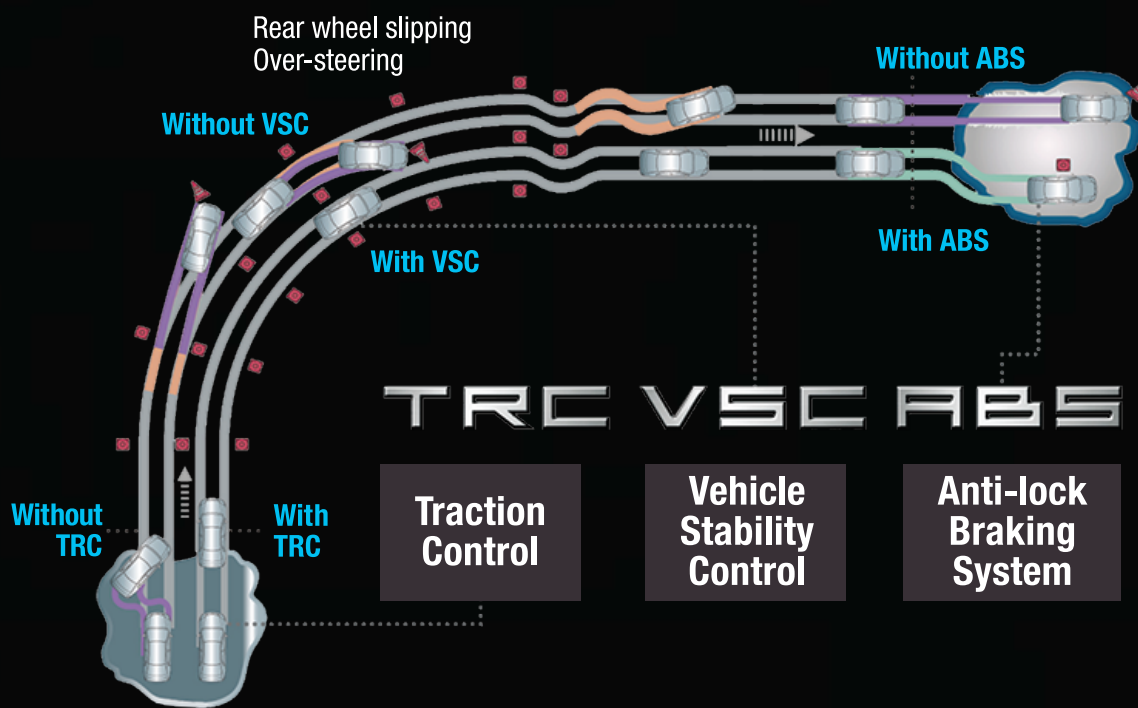 Rear wheel slipping
Over-steering
Without ABS
Without VSC
With ABS
With VSC
TRC VSC ABS
Without
TRC
With
TRC
Traction
Control
Vehicle
Stability
Control
Anti-lock
Braking
System